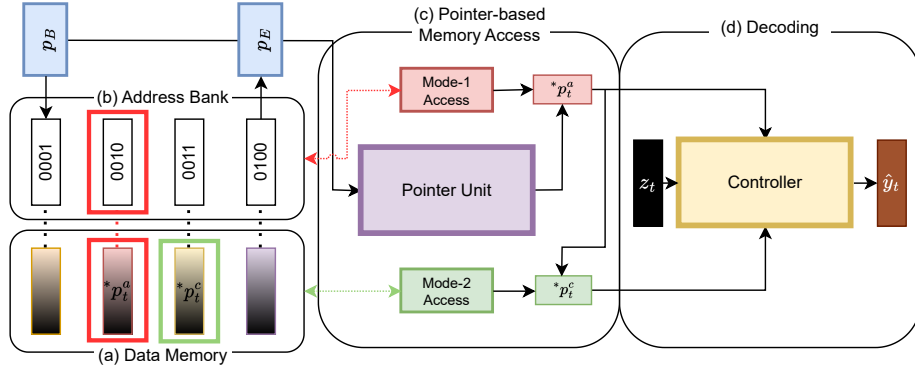 p_B
p_E
(c) Pointer-based
Memory Access
(d) Decoding
(b) Address Bank
0001
0010
0011
0100
Mode-1
Access
*p_t^a
Pointer Unit
z_t
Controller
ŷ_t
*p_t^a
*p_t^c
Mode-2
Access
*p_t^c
(a) Data Memory